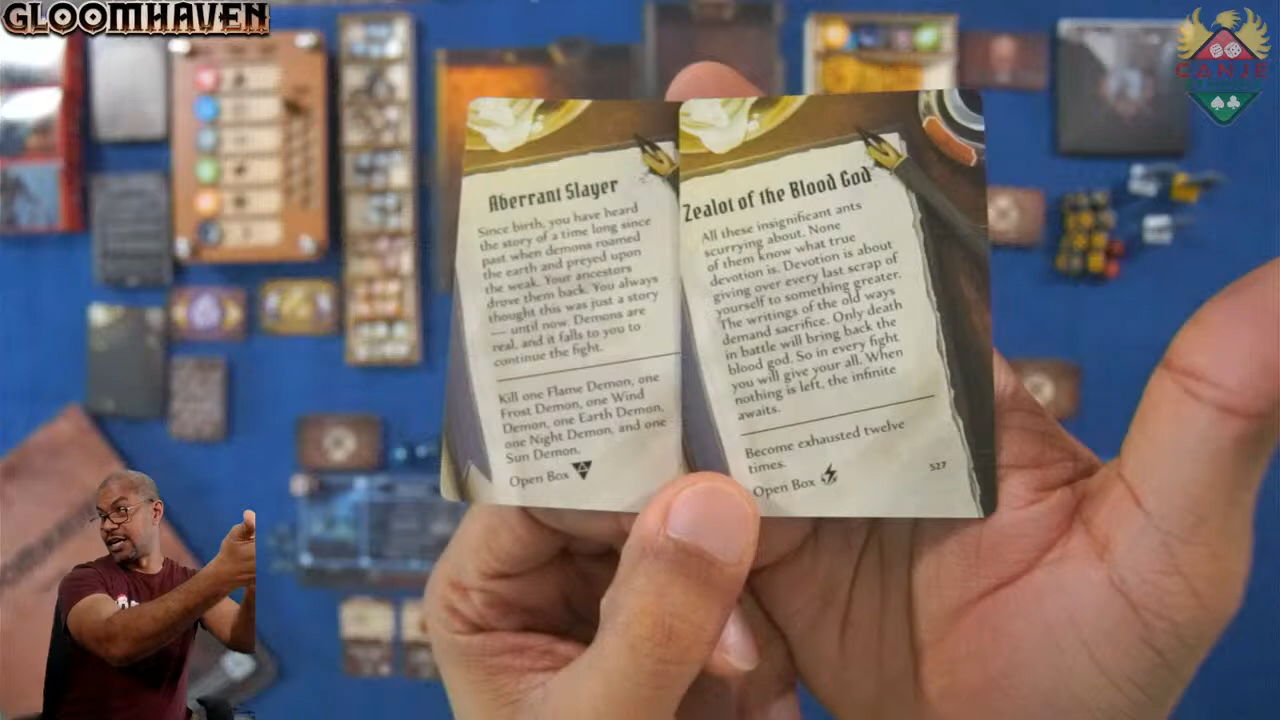 GLOOMHAVEN
CANJE
Aberrant Slayer
Since birth, you have heard
the story of a time long since
past when demons roamed
the earth and preyed upon
the weak. Your ancestors
drove them back. You always
thought this was just a story
— until now. Demons are
real, and it falls to you to
continue the fight.
Kill one Flame Demon, one
Frost Demon, one Wind
Demon, one Earth Demon,
one Night Demon, and one
Sun Demon.
Open Box
Zealot of the Blood God
All these insignificant ants
scurrying about. None
of them know what true
devotion is. Devotion is about
giving over every last scrap of
yourself to something greater.
The writings of the old ways
demand sacrifice. Only death
in battle will bring back the
blood god. So in every fight
you will give your all. When
nothing is left, the infinite
awaits.
Become exhausted twelve
times.
Open Box
527